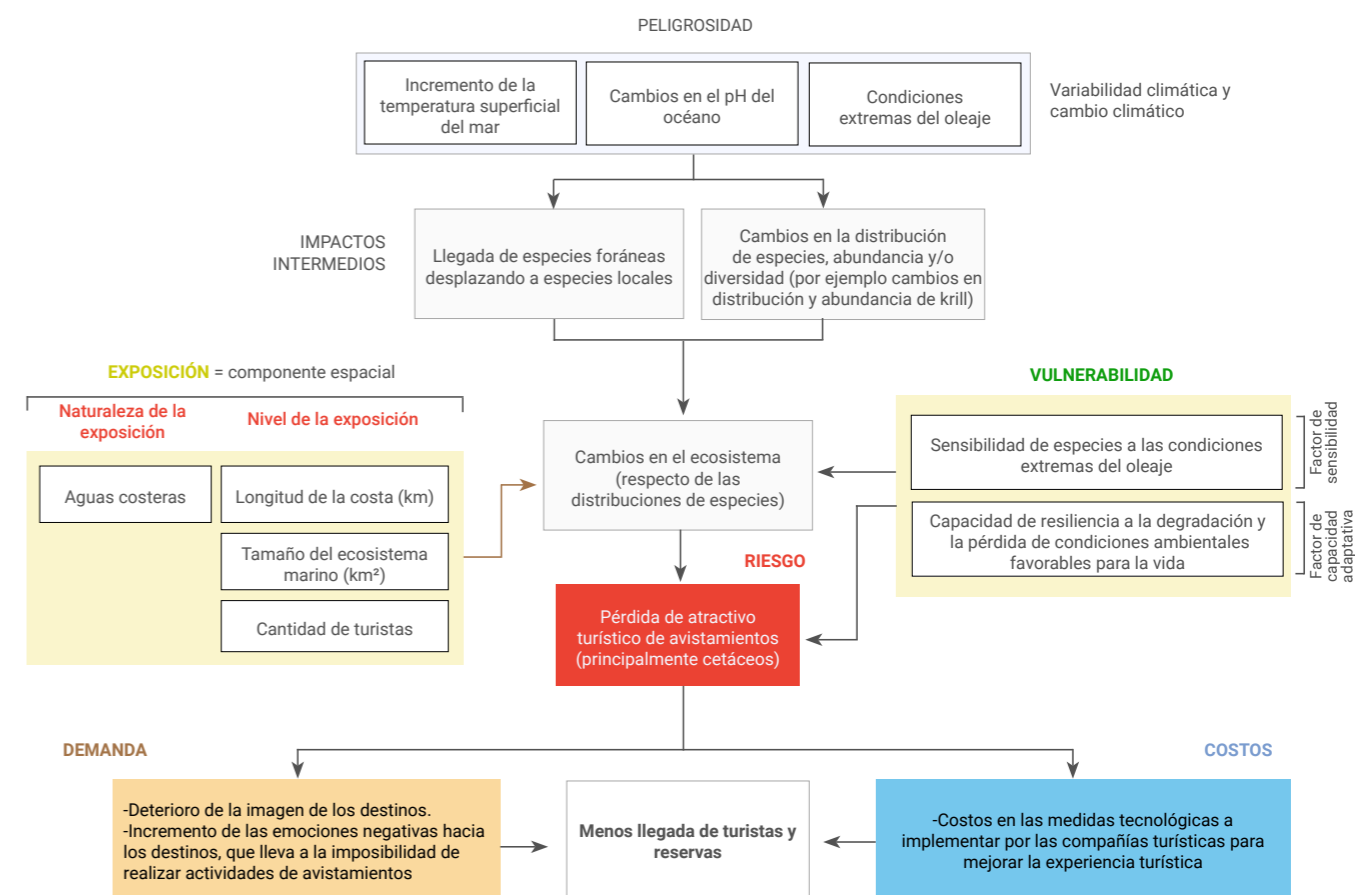 PELIGROSIDAD
Incremento de la
temperatura superficial
del mar
Cambios en el pH del
océano
Condiciones
extremas del oleaje
Variabilidad climática y
cambio climático
IMPACTOS
INTERMEDIOS
Llegada de especies foráneas
desplazando a especies locales
Cambios en la distribución
de especies, abundancia y/o
diversidad (por ejemplo cambios en
distribución y abundancia de krill)
EXPOSICIÓN = componente espacial
Naturaleza de la
exposición
Nivel de la exposición
Aguas costeras
Longitud de la costa (km)
Tamaño del ecosistema
marino (km²)
Cantidad de turistas
Cambios en el ecosistema
(respecto de las
distribuciones de especies)
VULNERABILIDAD
Sensibilidad de especies a las condiciones
extremas del oleaje
Factor de
sensibilidad
Capacidad de resiliencia a la degradación y
la pérdida de condiciones ambientales
favorables para la vida
Factor de
capacidad
adaptativa
RIESGO
Pérdida de atractivo
turístico de avistamientos
(principalmente cetáceos)
DEMANDA
-Deterioro de la imagen de los destinos.
-Incremento de las emociones negativas hacia
los destinos, que lleva a la imposibilidad de
realizar actividades de avistamientos
Menos llegada de turistas y
reservas
COSTOS
-Costos en las medidas tecnológicas a
implementar por las compañías turísticas para
mejorar la experiencia turística